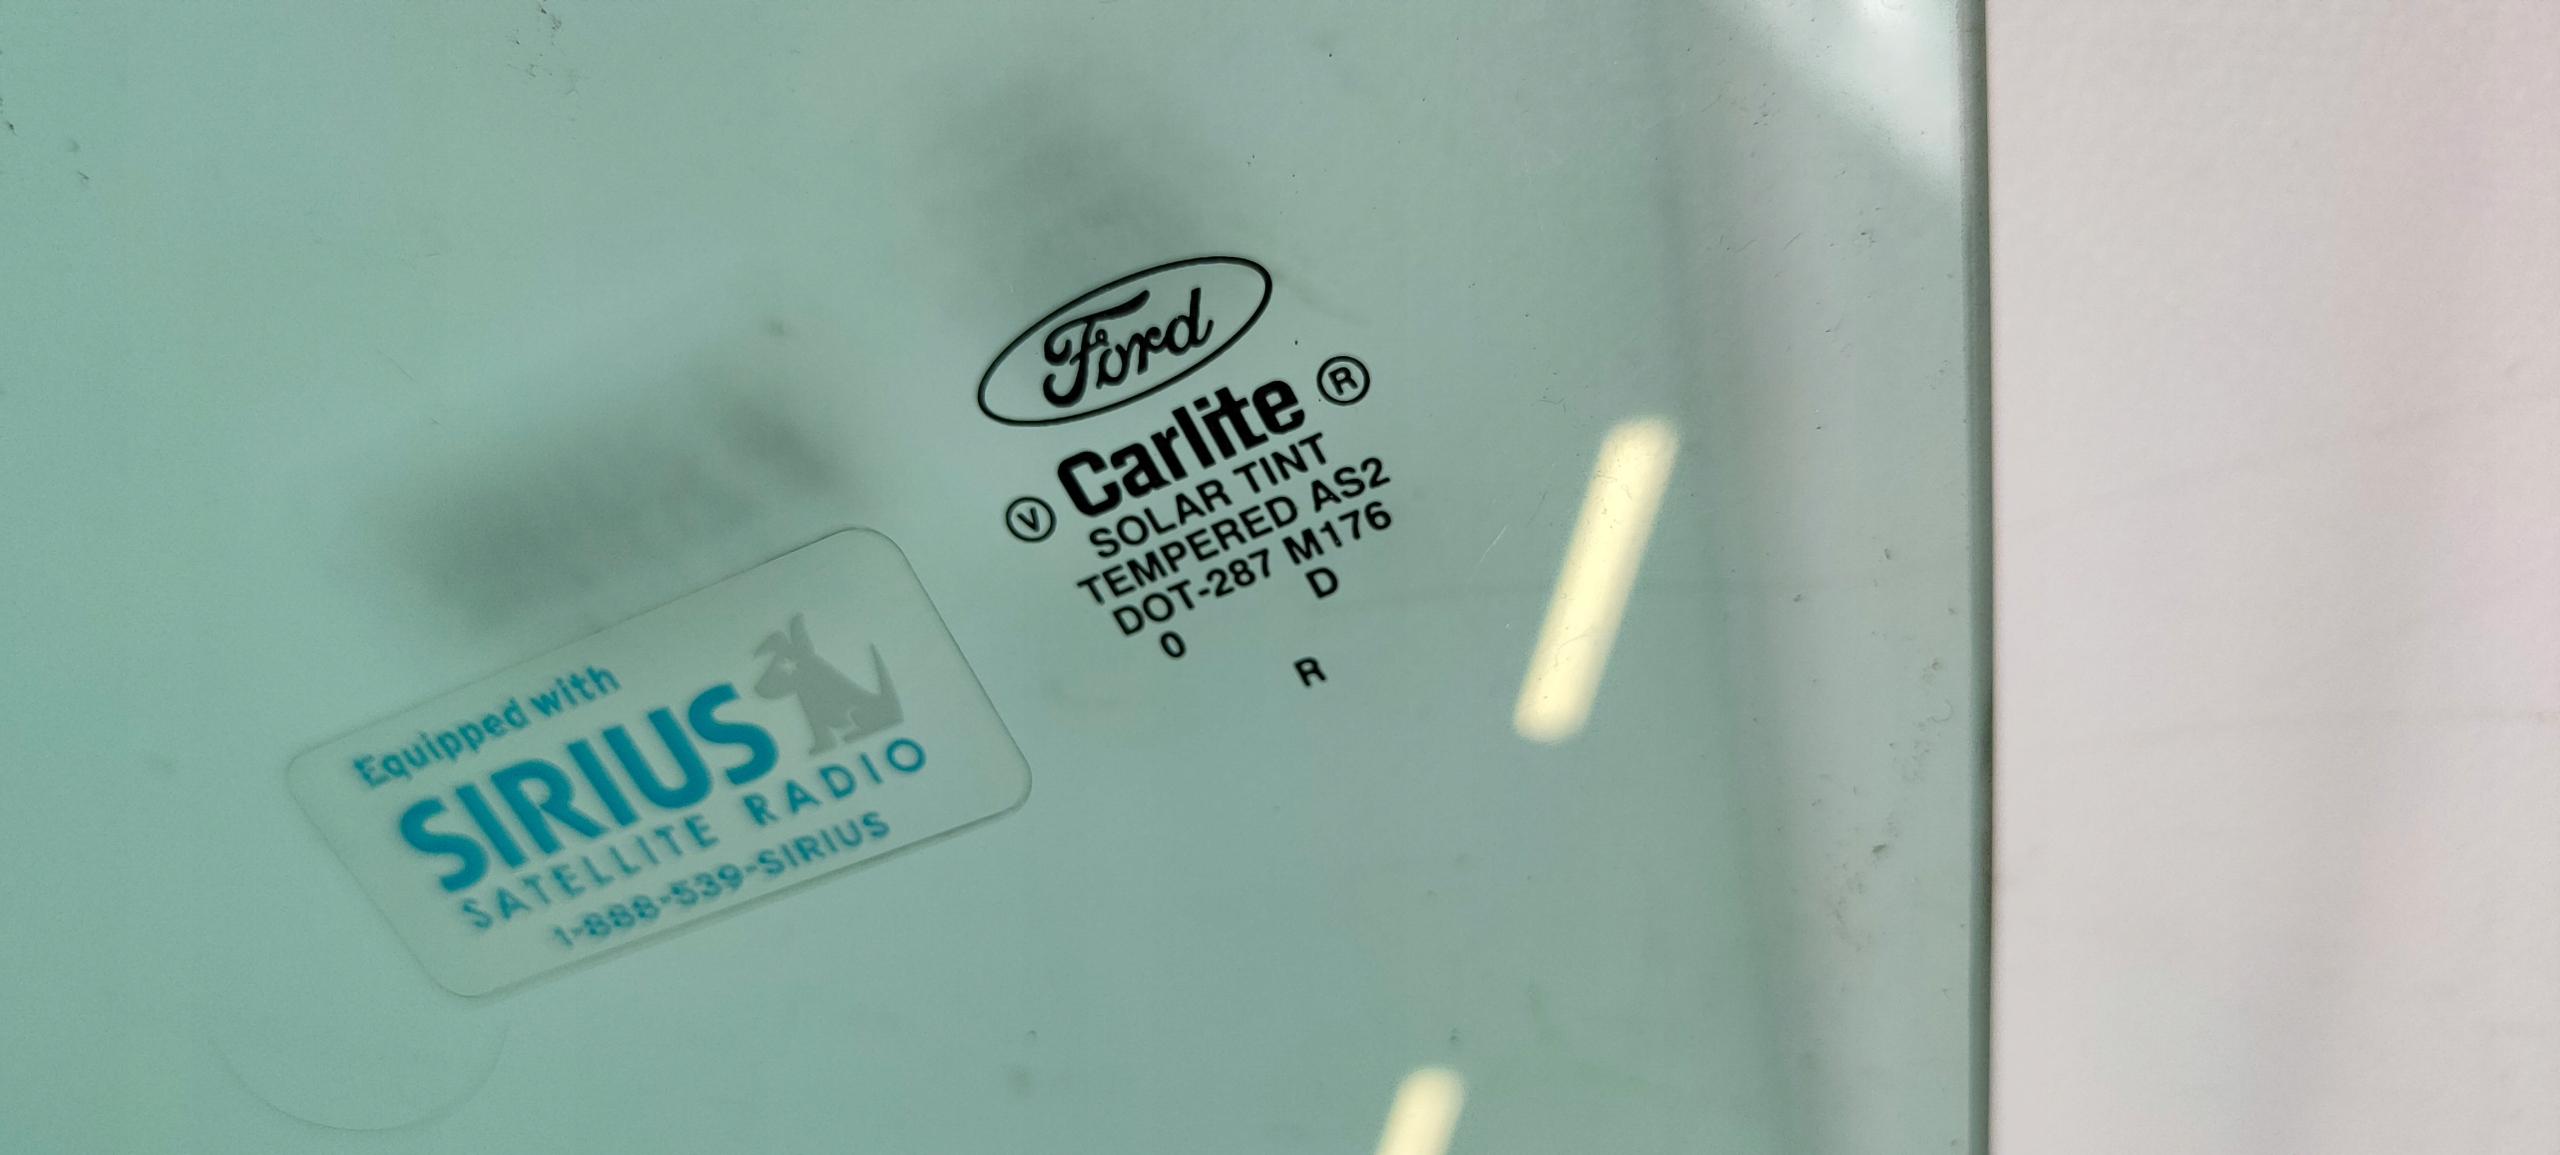 Ford
Carlite ®
Ⓥ
SOLAR TINT
TEMPERED AS2
DOT-287 M176
0 D
R
Equipped with
SIRIUS
SATELLITE RADIO
1-888-539-SIRIUS